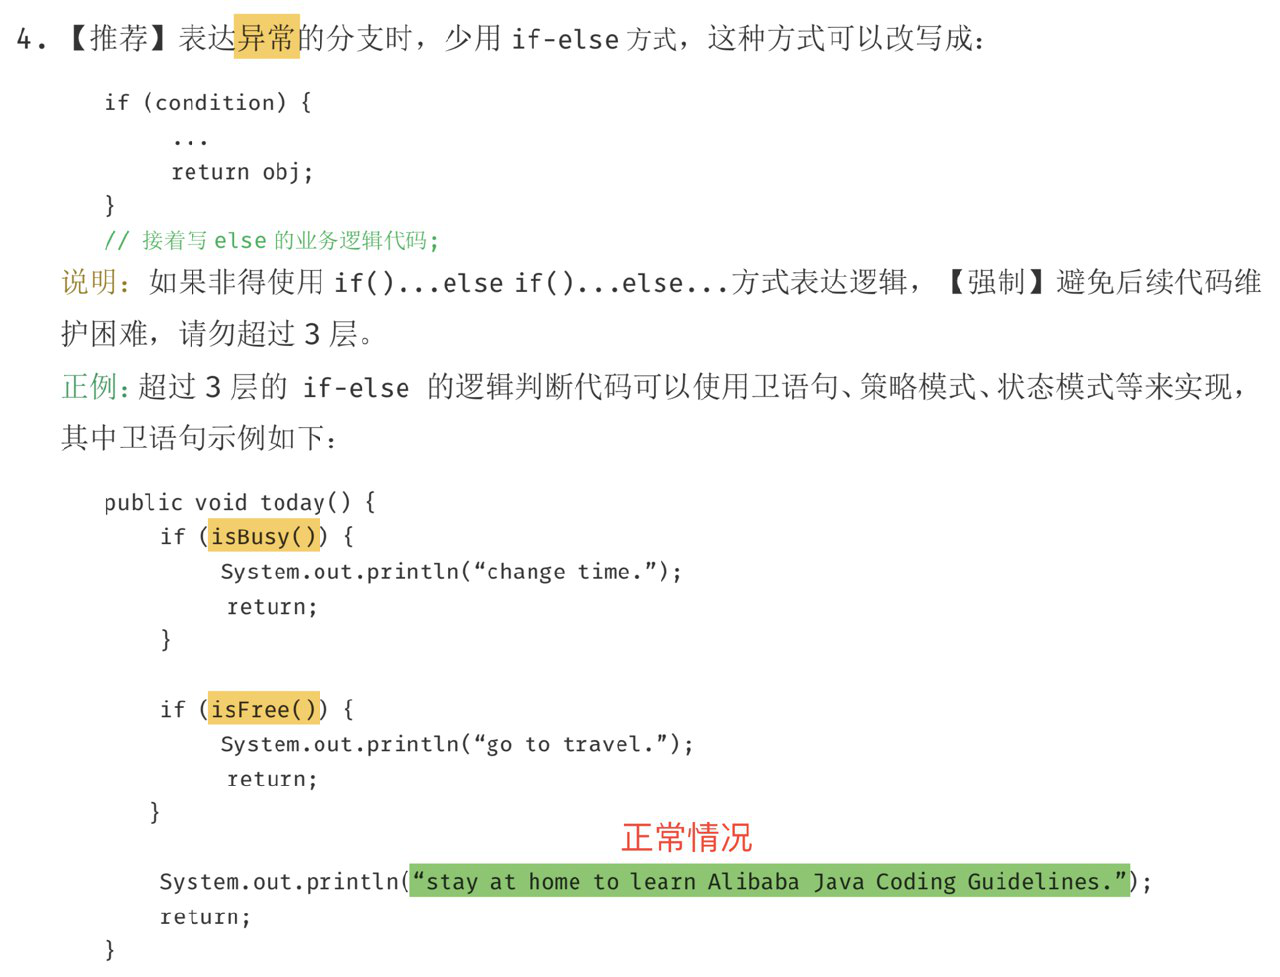 4. 【推荐】表达异常的分支时，少用 if-else 方式，这种方式可以改写成：
if (condition) {
...
return obj;
}
// 接着写 else 的业务逻辑代码;
说明：如果非得使用 if()...else if()...else...方式表达逻辑，【强制】避免后续代码维
护困难，请勿超过 3 层。
正例：超过 3 层的 if-else 的逻辑判断代码可以使用卫语句、策略模式、状态模式等来实现，
其中卫语句示例如下：
public void today() {
if (isBusy()) {
System.out.println(“change time.”);
return;
}
if (isFree()) {
System.out.println(“go to travel.”);
return;
}
正常情况
System.out.println(“stay at home to learn Alibaba Java Coding Guidelines.”);
return;
}